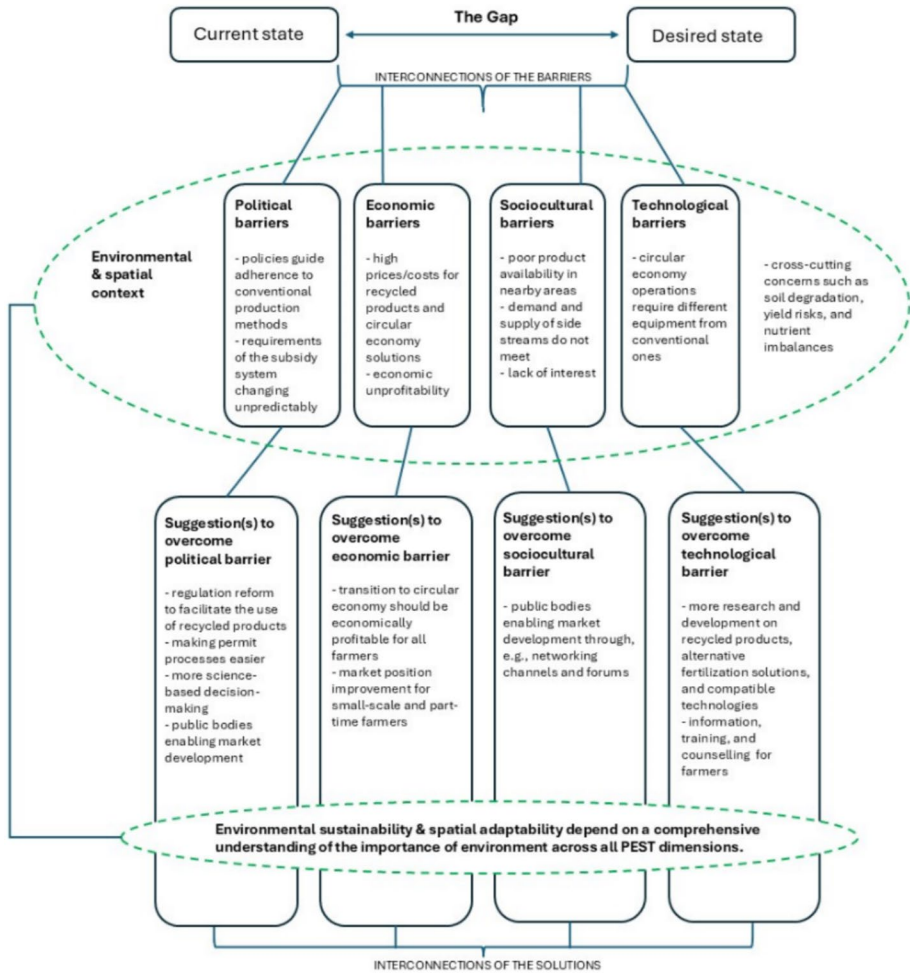 The Gap
Current state
Desired state
INTERCONNECTIONS OF THE BARRIERS
Environmental
& spatial
context
Political
barriers
- policies guide
adherence to
conventional
production
methods
- requirements
of the subsidy
system
changing
unpredictably
Economic
barriers
- high
prices/costs for
recycled
products and
circular
economy
solutions
- economic
unprofitability
Sociocultural
barriers
- poor product
availability in
nearby areas
- demand and
supply of side
streams do not
meet
- lack of interest
Technological
barriers
- circular
economy
operations
require different
equipment from
conventional
ones
- cross-cutting
concerns such as
soil degradation,
yield risks, and
nutrient
imbalances
Suggestion(s) to
overcome
political barrier
- regulation reform
to facilitate the use
of recycled products
- making permit
processes easier
- more science-
based decision-
making
- public bodies
enabling market
development
Suggestion(s) to
overcome
economic barrier
- transition to circular
economy should be
economically
profitable for all
farmers
- market position
improvement for
small-scale and part-
time farmers
Suggestion(s) to
overcome
sociocultural
barrier
- public bodies
enabling market
development through,
e.g., networking
channels and forums
Suggestion(s) to
overcome
technological
barrier
- more research and
development on
recycled products,
alternative
fertilization solutions,
and compatible
technologies
- information,
training, and
counselling for
farmers
Environmental sustainability & spatial adaptability depend on a comprehensive
understanding of the importance of environment across all PEST dimensions.
INTERCONNECTIONS OF THE SOLUTIONS